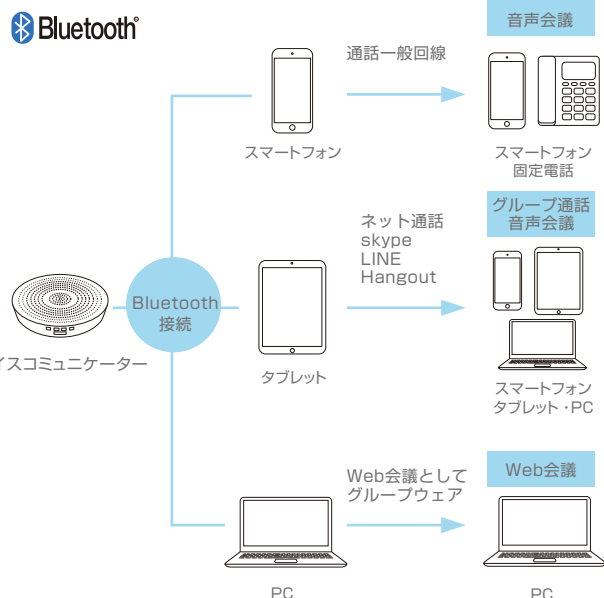 Bluetooth®
音声会議
通話一般回線
スマートフォン
スマートフォン
固定電話
グループ通話
音声会議
ネット通話
skype
LINE
Hangout
Bluetooth
接続
イスコミュニケーター
タブレット
スマートフォン
タブレット・PC
Web会議
Web会議として
グループウェア
PC
PC